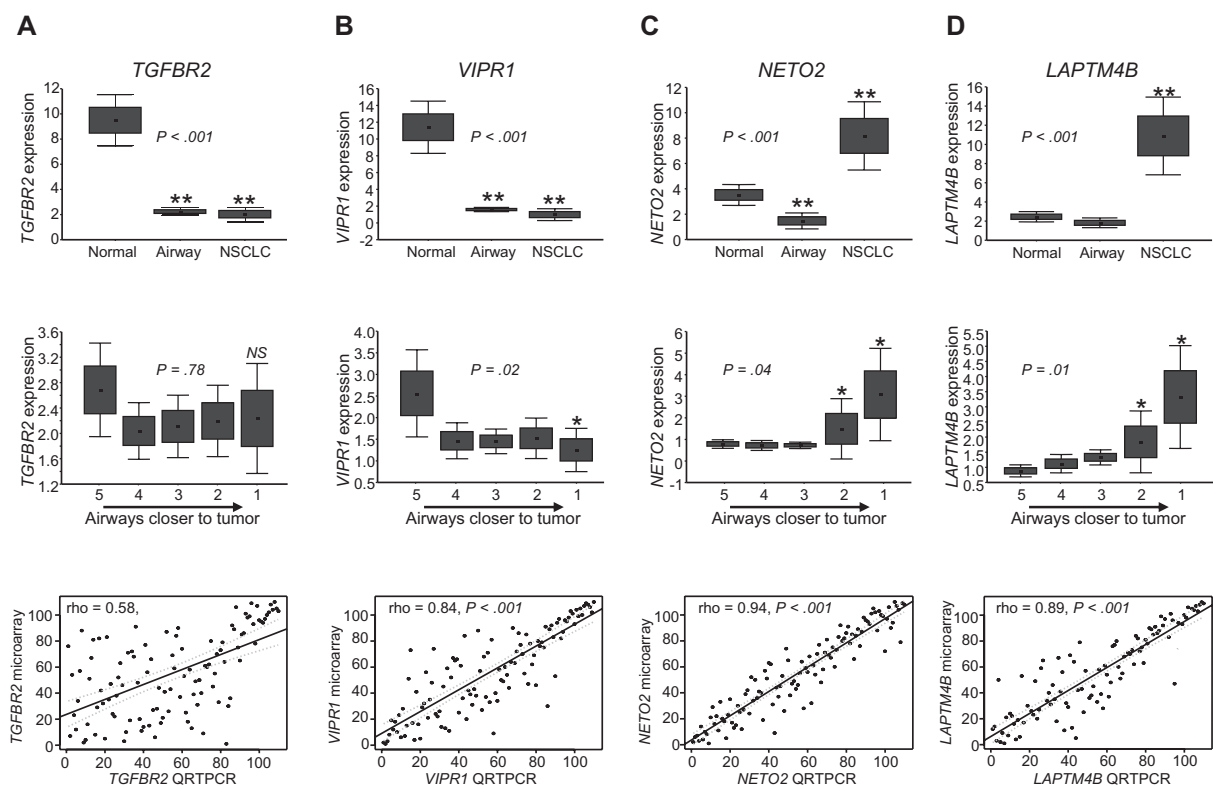 A
B
C
D
TGFBR2
VIPR1
NETO2
LAPTM4B
TGFBR2 expression
12
10
8
6
4
2
0
P < .001
**
**
Normal Airway NSCLC
VIPR1 expression
16
14
12
10
8
6
4
2
0
-2
P < .001
**
**
Normal Airway NSCLC
NETO2 expression
12
10
8
6
4
2
0
P < .001
**
**
Normal Airway NSCLC
LAPTM4B expression
16
14
12
10
8
6
4
2
0
P < .001
**
Normal Airway NSCLC
TGFBR2 expression
3.6
3.2
2.8
2.4
2.1
1.6
1.2
P = .78
NS
5 4 3 2 1
Airways closer to tumor
VIPR1 expression
4.0
3.5
3.0
2.5
2.0
1.5
1.0
0.5
P = .02
*
5 4 3 2 1
Airways closer to tumor
NETO2 expression
6
5
4
3
2
1
0
-1
P = .04
*
*
5 4 3 2 1
Airways closer to tumor
LAPTM4B expression
5.5
5.0
4.5
4.0
3.5
3.0
2.5
2.0
1.5
1.0
0.5
P = .01
*
*
5 4 3 2 1
Airways closer to tumor
TGFBR2 microarray
100
80
60
40
20
0
rho = 0.58,
0 20 40 60 80 100
TGFBR2 QRTPCR
VIPR1 microarray
100
80
60
40
20
0
rho = 0.84, P < .001
0 20 40 60 80 100
VIPR1 QRTPCR
NETO2 microarray
100
80
60
40
20
0
rho = 0.94, P < .001
0 20 40 60 80 100
NETO2 QRTPCR
LAPTM4B microarray
100
80
60
40
20
0
rho = 0.89, P < .001
0 20 40 60 80 100
LAPTM4B QRTPCR